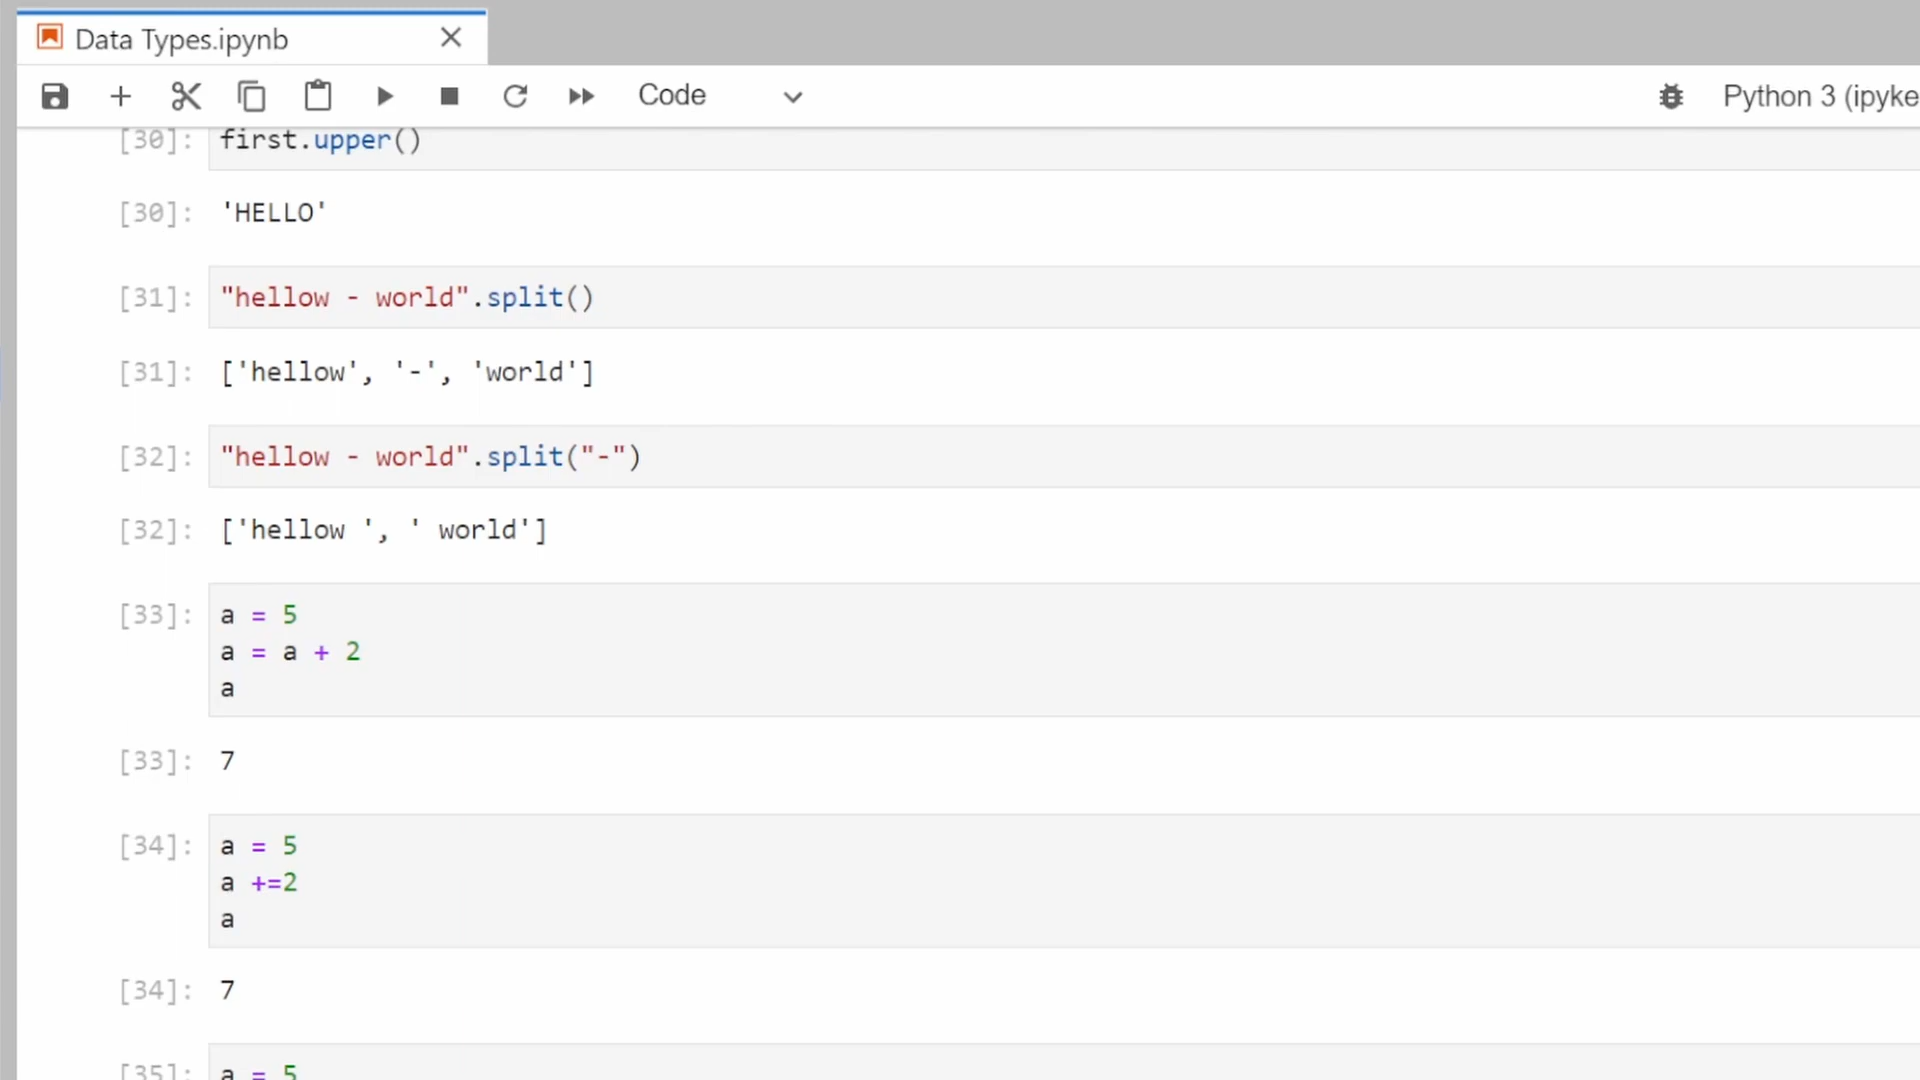 Data Types.ipynb
Code
Python 3 (ipyke
[30]: first.upper()
[30]: 'HELLO'
[31]: "hellow - world".split()
[31]: ['hellow', '-', 'world']
[32]: "hellow - world".split("-")
[32]: ['hellow ', ' world']
[33]: a = 5
a = a + 2
a
[33]: 7
[34]: a = 5
a +=2
a
[34]: 7
[35]: a = 5